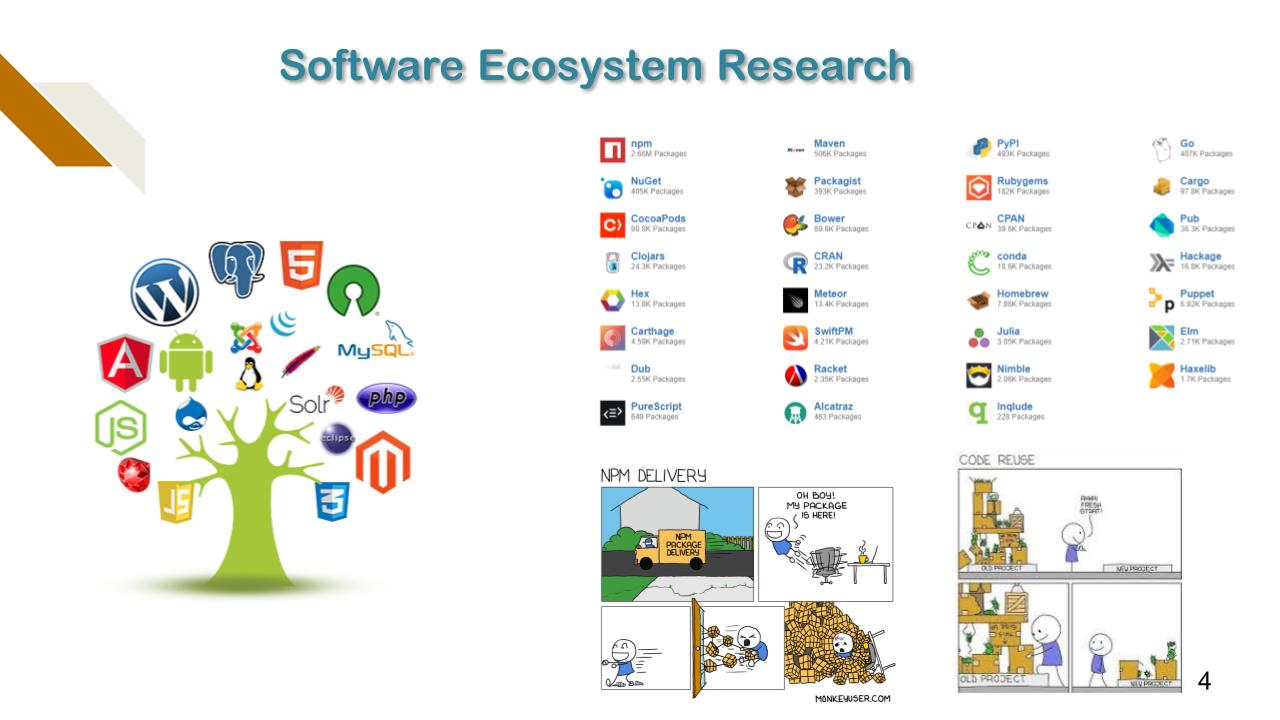 Software Ecosystem Research
npm
2.66M Packages
Maven
506K Packages
PyPI
493K Packages
Go
407K Packages
NuGet
405K Packages
Packagist
393K Packages
Rubygems
182K Packages
Cargo
97.8K Packages
CocoaPods
90.8K Packages
Bower
69.6K Packages
CPAN
CPAN
39.6K Packages
Pub
36.3K Packages
Clojars
24.3K Packages
CRAN
23.2K Packages
conda
18.6K Packages
Hackage
16.8K Packages
Hex
13.8K Packages
Meteor
13.4K Packages
Homebrew
7.86K Packages
Puppet
6.92K Packages
Carthage
4.59K Packages
SwiftPM
4.21K Packages
Julia
3.05K Packages
Elm
2.71K Packages
Dub
2.55K Packages
Racket
2.35K Packages
Nimble
2.06K Packages
Haxelib
1.7K Packages
PureScript
649 Packages
Alcatraz
463 Packages
Inqlude
228 Packages
MySQL
Solr
php
eclipse
JS
JS
NPM DELIVERY
NPM
PACKAGE
DELIVERY
OH BOY!
MY PACKAGE
IS HERE!
MONKEYUSER.COM
CODE REUSE
FRESH
START!
OLD PROJECT
NEW PROJECT
OLD PROJECT
NEW PROJECT
4